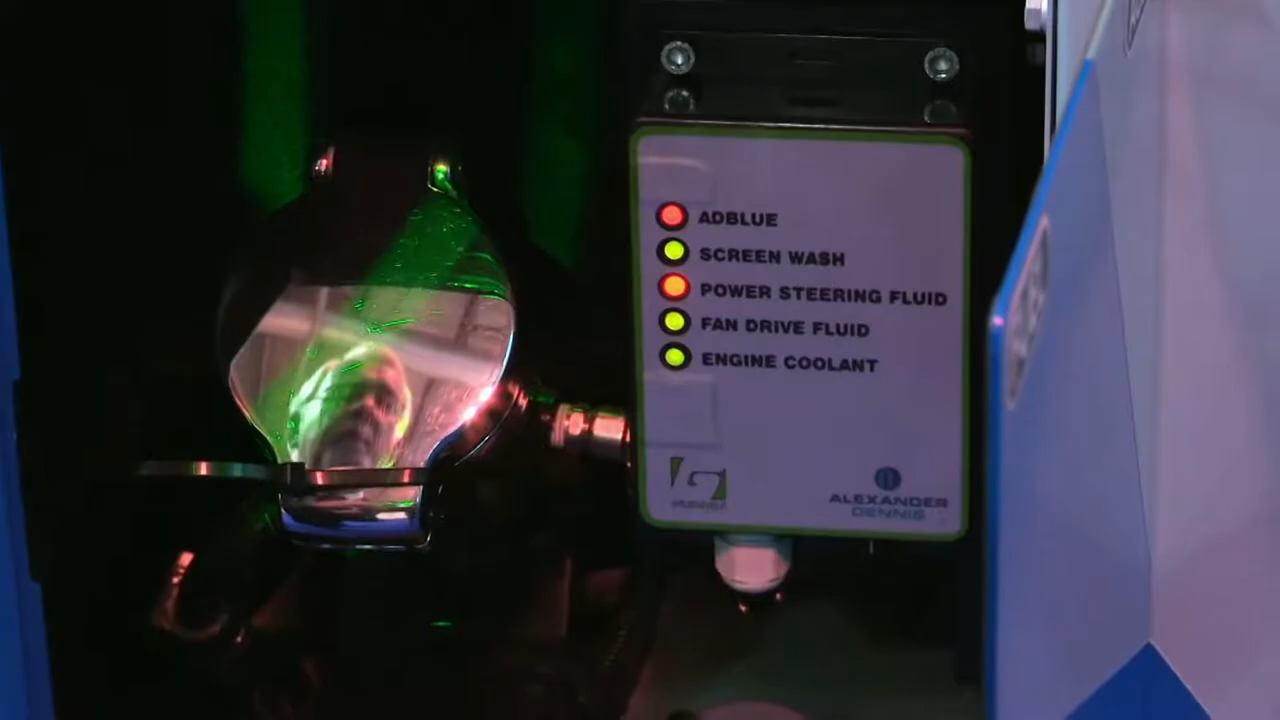 ADBLUE
SCREEN WASH
POWER STEERING FLUID
FAN DRIVE FLUID
ENGINE COOLANT
ALEXANDER
DENNIS